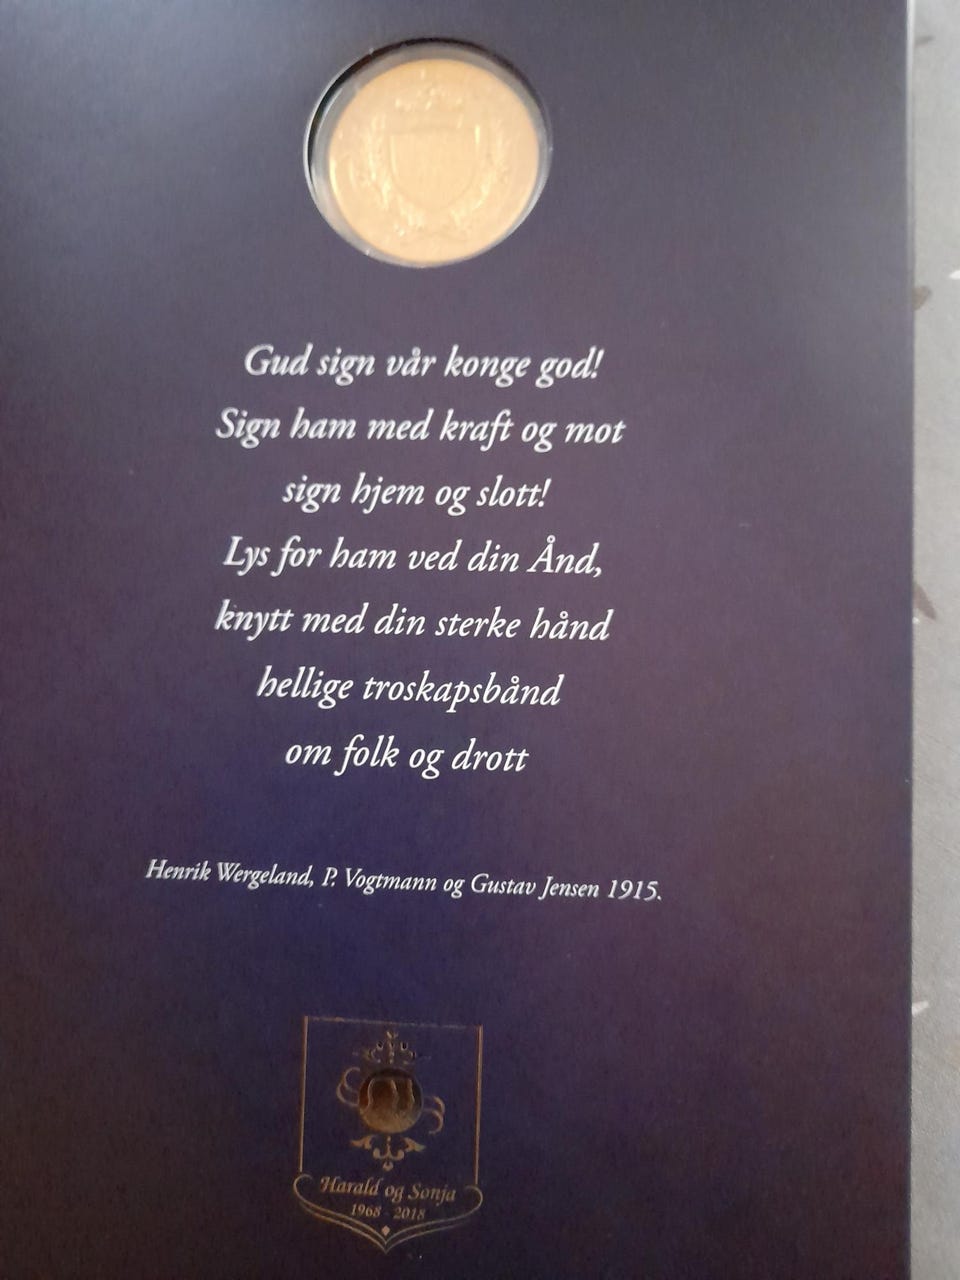 Gud sign vår konge god!
Sign ham med kraft og mot
sign hjem og slott!
Lys for ham ved din Ånd,
knytt med din sterke hånd
hellige troskapsbånd
om folk og drott
Henrik Wergeland, P. Vogtmann og Gustav Jensen 1915.
Harald og Sonja
1968 - 2018